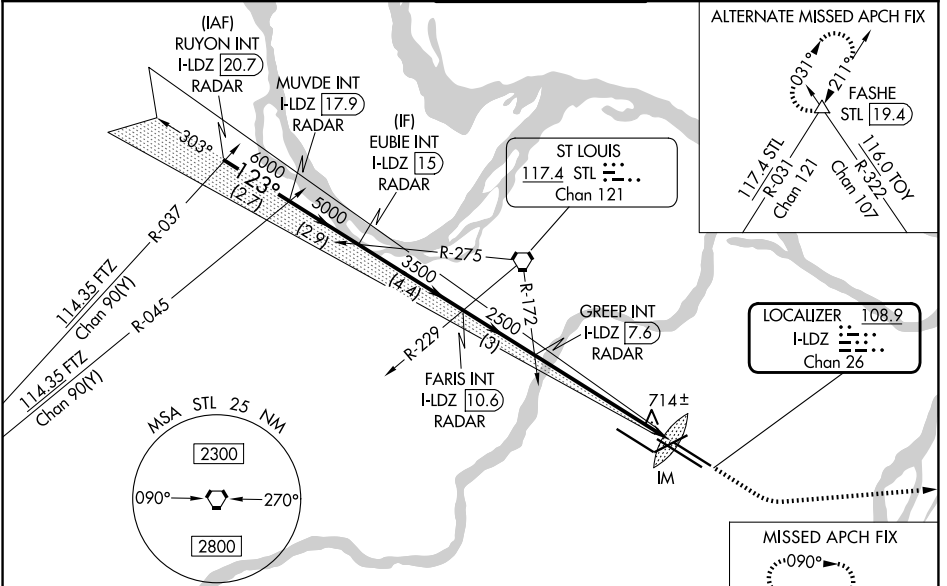 (IAF)
RUYON INT
I-LDZ 20.7
RADAR
MUVDE INT
I-LDZ 17.9
RADAR
(IF)
EUBIE INT
I-LDZ 15
RADAR
303°
6000
123°
(2.7)
5000
(2.9)
R-275
3500
(4.4)
R-172
2500
(3)
R-229
ST LOUIS
117.4 STL
Chan 121
GREEP INT
I-LDZ 7.6
RADAR
FARIS INT
I-LDZ 10.6
RADAR
R-037
114.35 FTZ
Chan 90(Y)
R-045
114.35 FTZ
Chan 90(Y)
714±
IM
LOCALIZER 108.9
I-LDZ
Chan 26
ALTERNATE MISSED APCH FIX
031°
211°
FASHE
STL 19.4
117.4 STL
R-031
Chan 121
116.0 TOY
R-322
Chan 107
MSA STL 25 NM
2300
090°
270°
2800
MISSED APCH FIX
090°